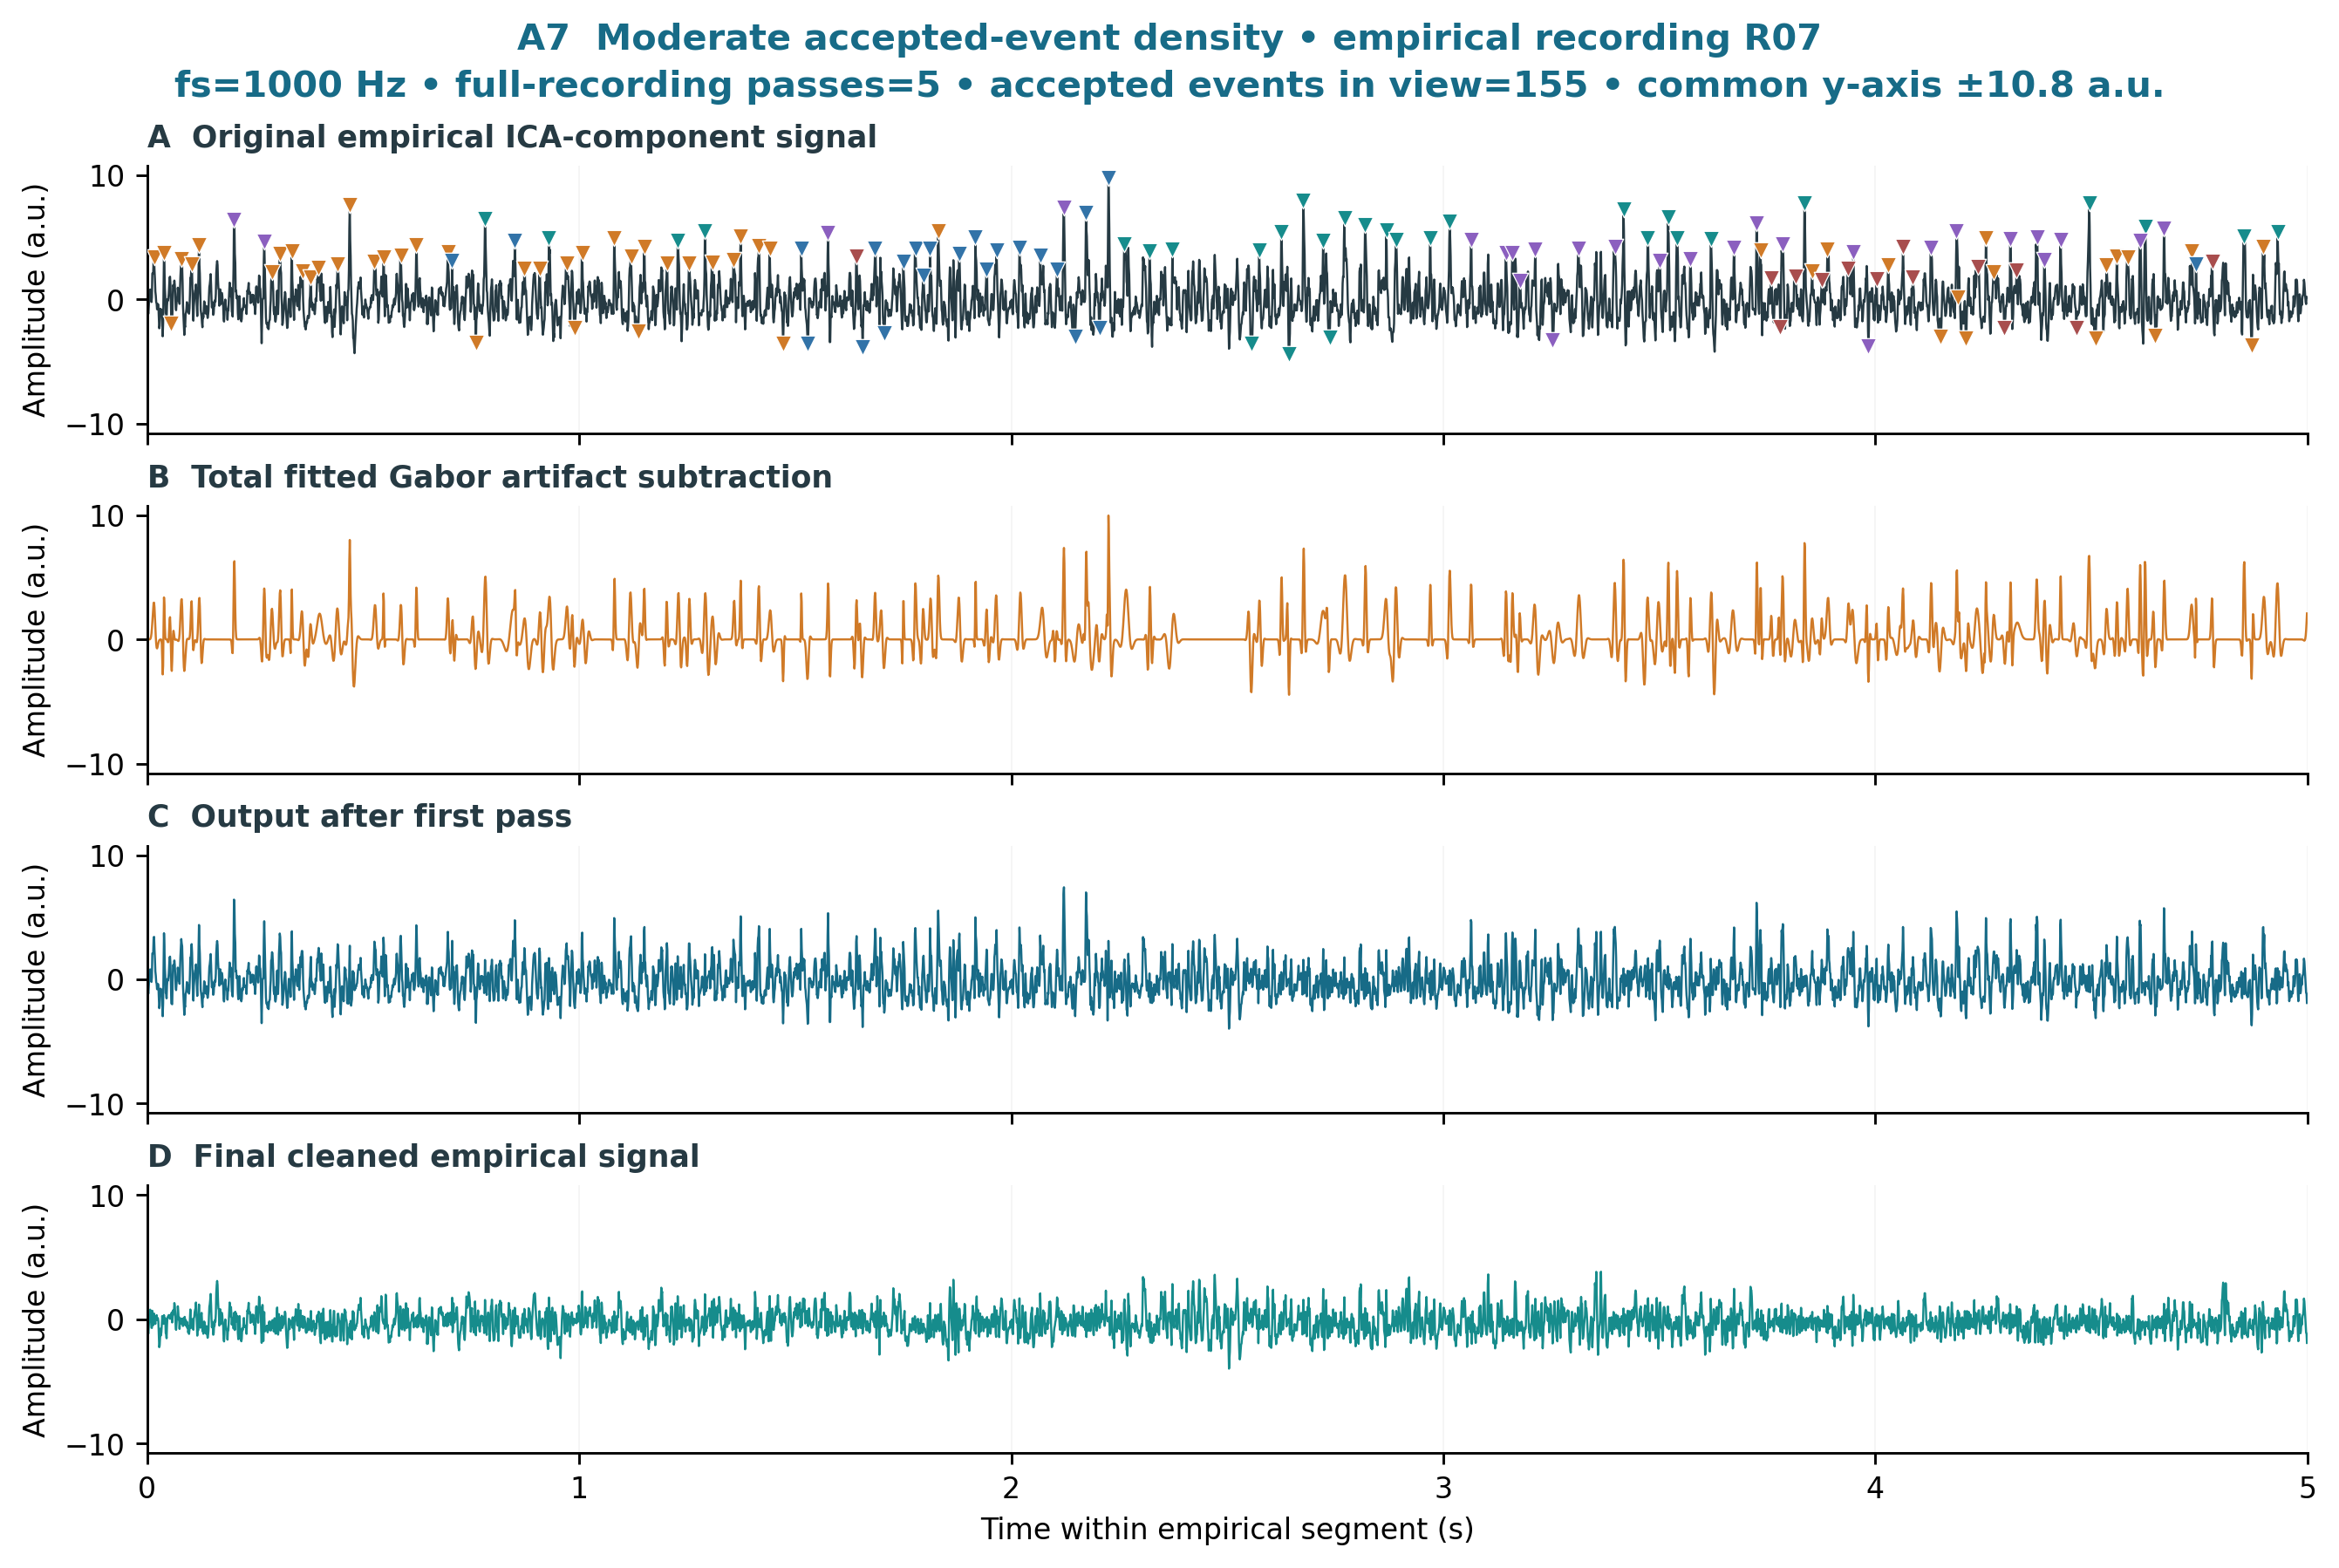 A7  Moderate accepted-event density • empirical recording R07
fs=1000 Hz • full-recording passes=5 • accepted events in view=155 • common y-axis ±10.8 a.u.
A  Original empirical ICA-component signal
Amplitude (a.u.)
10
0
−10
B  Total fitted Gabor artifact subtraction
Amplitude (a.u.)
10
0
−10
C  Output after first pass
Amplitude (a.u.)
10
0
−10
D  Final cleaned empirical signal
Amplitude (a.u.)
10
0
−10
0 1 2 3 4 5
Time within empirical segment (s)